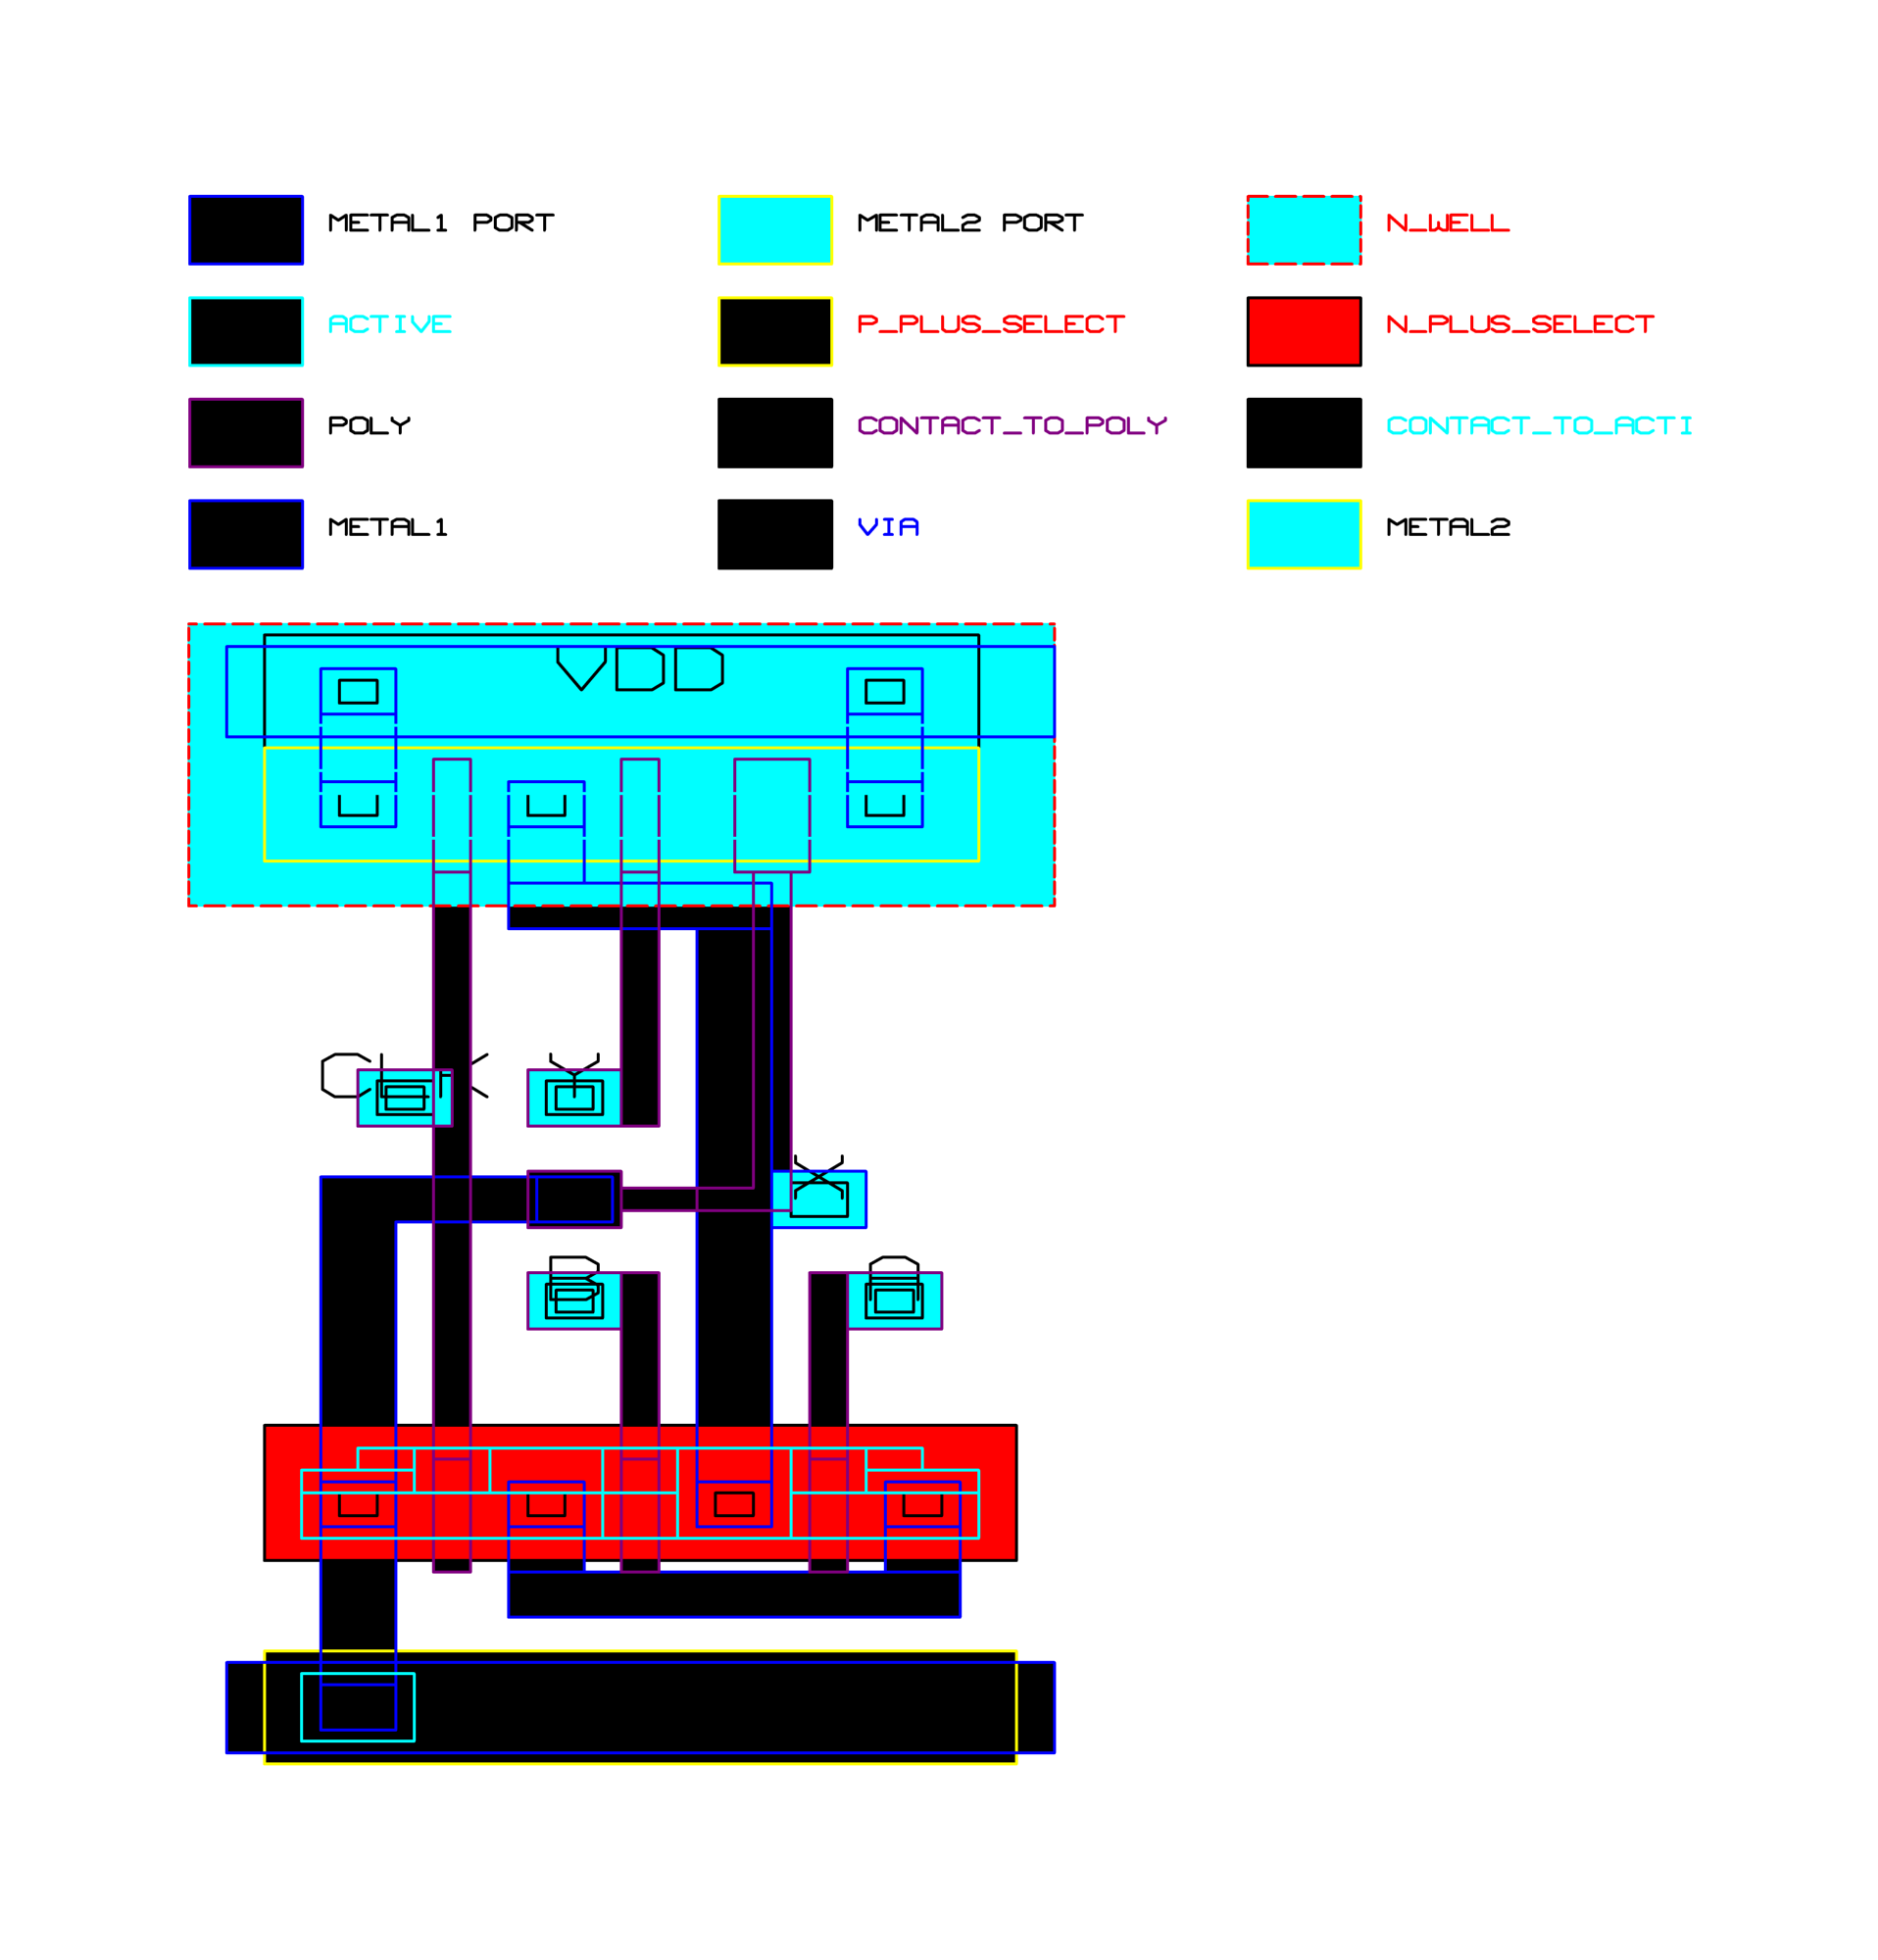 METAL1 PORT
METAL2 PORT
N_WELL
ACTIVE
P_PLUS_SELECT
N_PLUS_SELECT
POLY
CONTACT_TO_POLY
CONTACT_TO_ACTI
METAL1
VIA
METAL2
VDD
CLK
Y
X
B
A